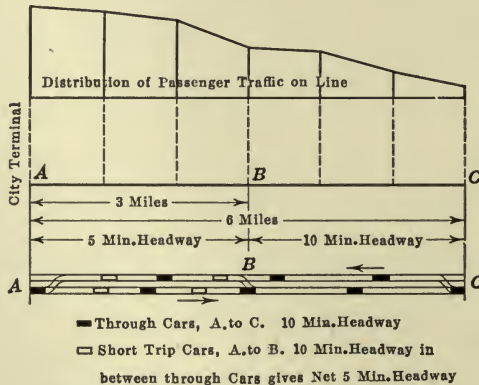 Distribution of Passenger Traffic on Line
City Terminal
A B C
3 Miles
6 Miles
5 Min.Headway 10 Min.Headway
B
A C
Through Cars, A.to C. 10 Min.Headway
Short Trip Cars, A.to B. 10 Min.Headway in
between through Cars gives Net 5 Min.Headway